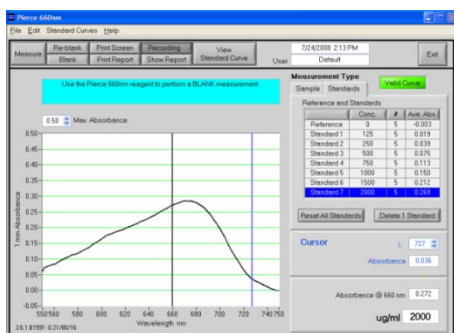 Pierce 660nm
File Edit Standard Curves Help
Measure Re-blank Print Screen Recording View Standard Curve 7/24/2008 2:13 PM Exit
Blank Print Report Show Report User Default
Use the Pierce 660nm reagent to perform a BLANK measurement
Measurement Type
Valid Curve
Sample Standards
Reference and Standards
Conc. # Ave. Abs.
Reference 0 5 -0.003
Standard 1 125 5 0.019
Standard 2 250 5 0.039
Standard 3 500 5 0.075
Standard 4 750 5 0.113
Standard 5 1000 5 0.150
Standard 6 1500 5 0.212
Standard 7 2000 5 0.269
Reset All Standards Delete 1 Standard
0.50 Max Absorbance
0.50
0.45
0.40
0.35
0.30
0.25
0.20
0.15
0.10
0.05
0.00
-0.05
1 mm Absorbance
550 560 580 600 620 640 660 680 700 720 740 750
Wavelength nm
3.6.1 B1591 -0.21/90/16
Cursor λ 727
Absorbance 0.036
Absorbance @ 660 nm 0.272
ug/ml 2000